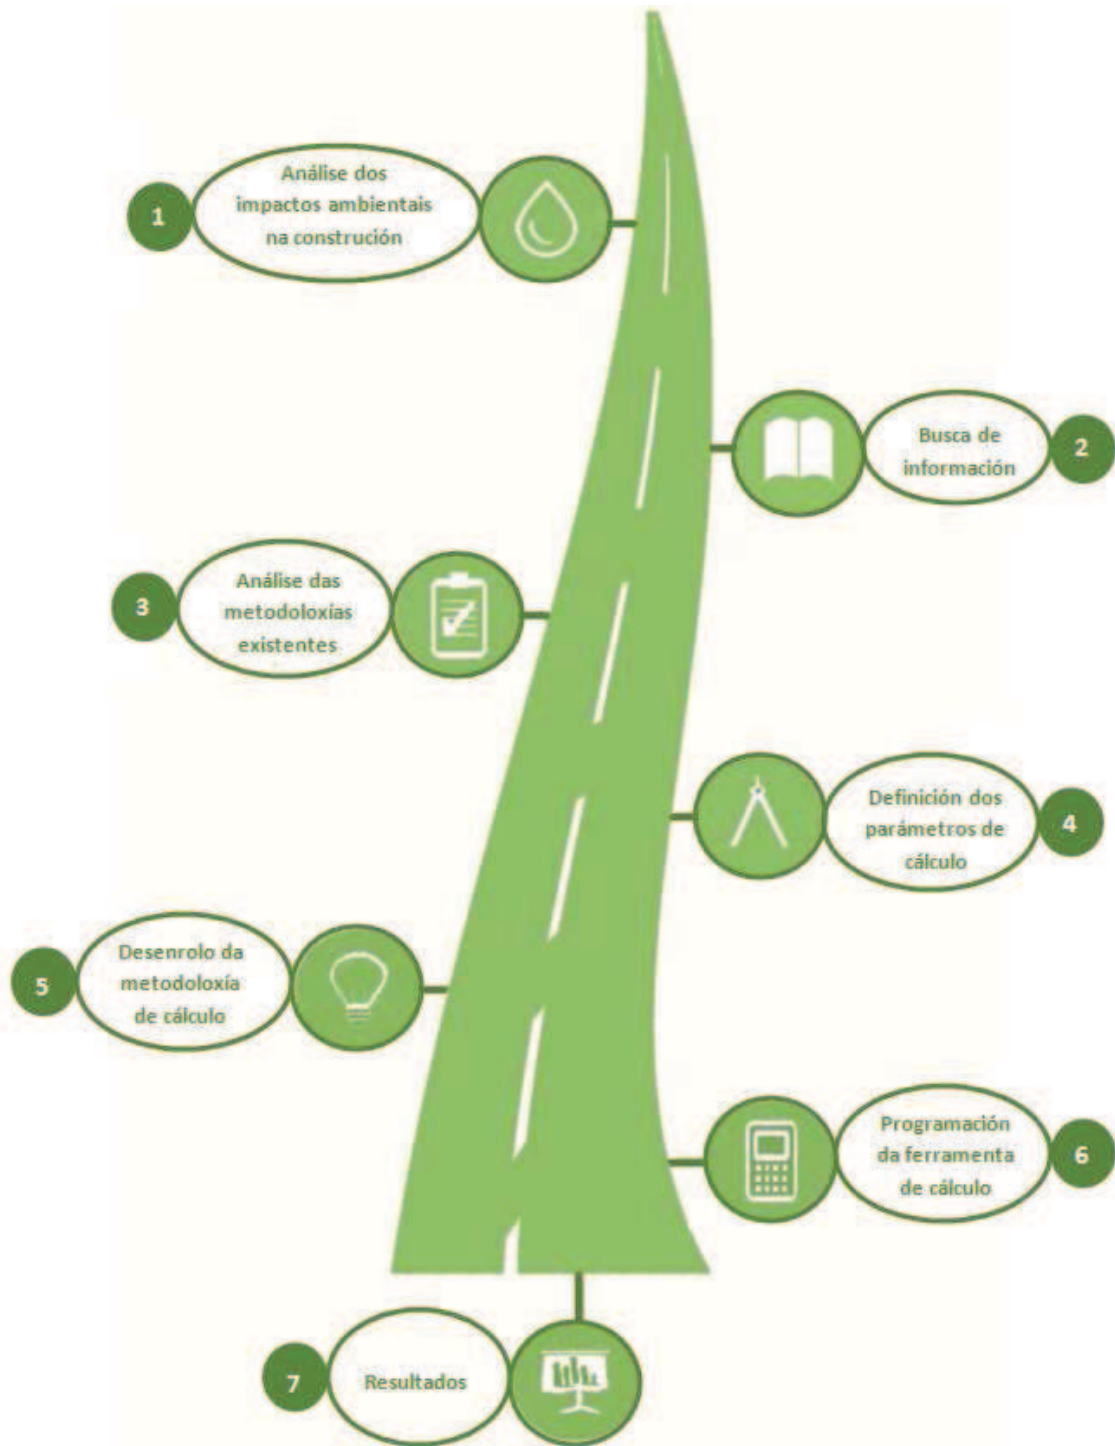 1
Análise dos
impactos ambientais
na construción
Busca de
información
2
3
Análise das
metodoloxías
existentes
Definición dos
parámetros de
cálculo
4
5
Desenrolo da
metodoloxía
de cálculo
Programación
da ferramenta
de cálculo
6
7
Resultados